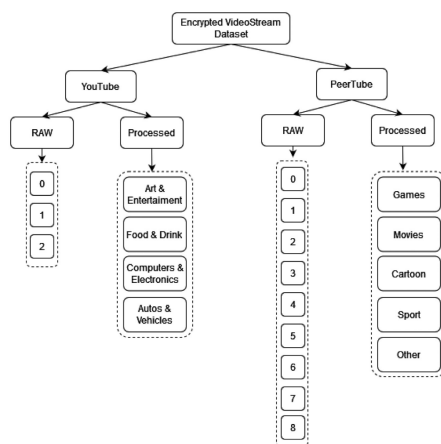 Encrypted VideoStream
Dataset
YouTube
PeerTube
RAW
Processed
RAW
Processed
0
1
2
Art &
Entertaiment
Food & Drink
Computers &
Electronics
Autos &
Vehicles
0
1
2
3
4
5
6
7
8
Games
Movies
Cartoon
Sport
Other